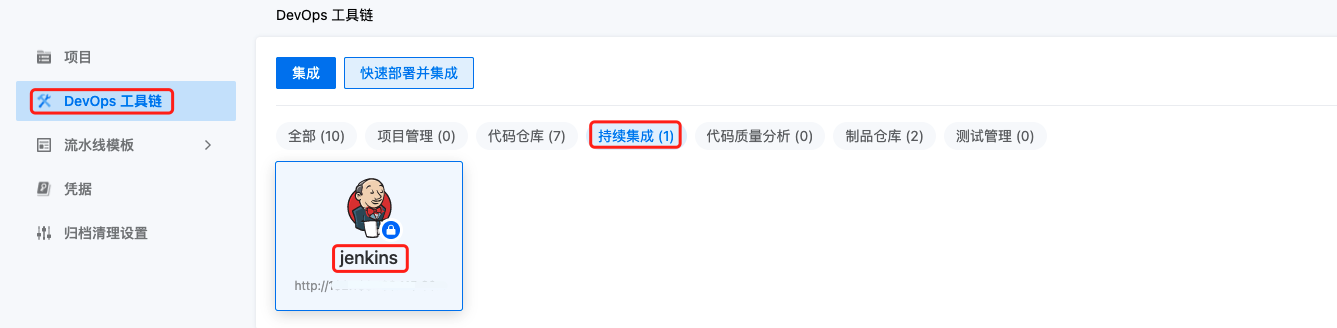 DevOps 工具链
项目
DevOps 工具链
流水线模板
凭据
归档清理设置
集成 快速部署并集成
全部 (10) 项目管理 (0) 代码仓库 (7) 持续集成 (1) 代码质量分析 (0) 制品仓库 (2) 测试管理 (0)
jenkins
http://